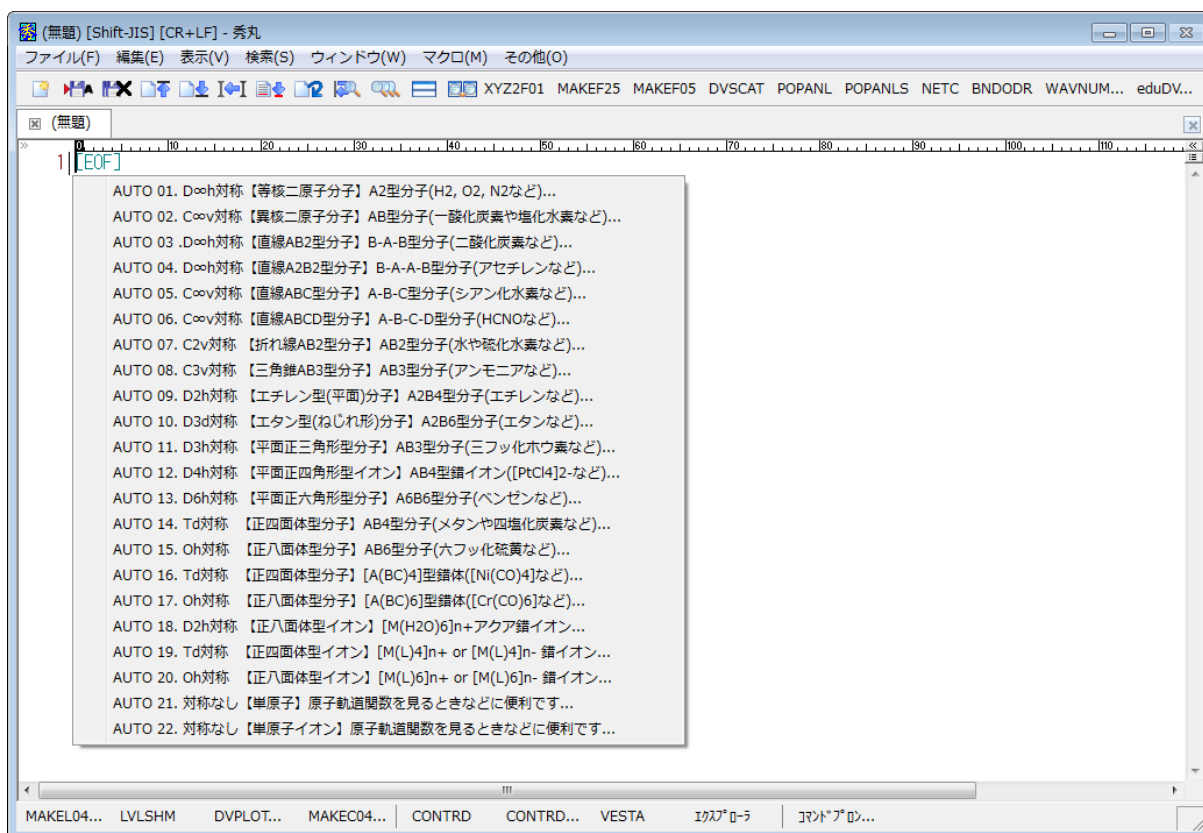 (無題) [Shift-JIS] [CR+LF] - 秀丸
ファイル(F) 編集(E) 表示(V) 検索(S) ウィンドウ(W) マクロ(M) その他(O)
XYZ2F01 MAKEF25 MAKEF05 DVSCAT POPANL POPANLS NETC BNDODR WAVNUM... eduDV...
(無題)
0 10 20 30 40 50 60 70 80 90 100 110
1 [EOF]
AUTO 01. D∞h対称【等核二原子分子】A2型分子(H2, O2, N2など)...
AUTO 02. C∞v対称【異核二原子分子】AB型分子(一酸化炭素や塩化水素など)...
AUTO 03 .D∞h対称【直線AB2型分子】B-A-B型分子(二酸化炭素など)...
AUTO 04. D∞h対称【直線A2B2型分子】B-A-A-B型分子(アセチレンなど)...
AUTO 05. C∞v対称【直線ABC型分子】A-B-C型分子(シアン化水素など)...
AUTO 06. C∞v対称【直線ABCD型分子】A-B-C-D型分子(HCNOなど)...
AUTO 07. C2v対称 【折れ線AB2型分子】AB2型分子(水や硫化水素など)...
AUTO 08. C3v対称 【三角錐AB3型分子】AB3型分子(アンモニアなど)...
AUTO 09. D2h対称 【エチレン型(平面)分子】A2B4型分子(エチレンなど)...
AUTO 10. D3d対称 【エタン型(ねじれ形)分子】A2B6型分子(エタンなど)...
AUTO 11. D3h対称 【平面正三角形型分子】AB3型分子(三フッ化ホウ素など)...
AUTO 12. D4h対称 【平面正四角形型イオン】AB4型錯イオン([PtCl4]2-など)...
AUTO 13. D6h対称 【平面正六角形型分子】A6B6型分子(ベンゼンなど)...
AUTO 14. Td対称 【正四面体型分子】AB4型分子(メタンや四塩化炭素など)...
AUTO 15. Oh対称 【正八面体型分子】AB6型分子(六フッ化硫黄など)...
AUTO 16. Td対称 【正四面体型分子】[A(BC)4]型錯体([Ni(CO)4]など)...
AUTO 17. Oh対称 【正八面体型分子】[A(BC)6]型錯体([Cr(CO)6]など)...
AUTO 18. D2h対称 【正八面体型イオン】[M(H2O)6]n+アクア錯イオン...
AUTO 19. Td対称 【正四面体型イオン】[M(L)4]n+ or [M(L)4]n- 錯イオン...
AUTO 20. Oh対称 【正八面体型イオン】[M(L)6]n+ or [M(L)6]n- 錯イオン...
AUTO 21. 対称なし【単原子】原子軌道関数を見るときなどに便利です...
AUTO 22. 対称なし【単原子イオン】原子軌道関数を見るときなどに便利です...
MAKEL04... LVLSHM DVPLOT... MAKEC04... CONTRD CONTRD... VESTA ｴｸｽﾌﾟﾛｰﾗ ｺﾏﾝﾄﾞﾌﾟﾛﾝ...